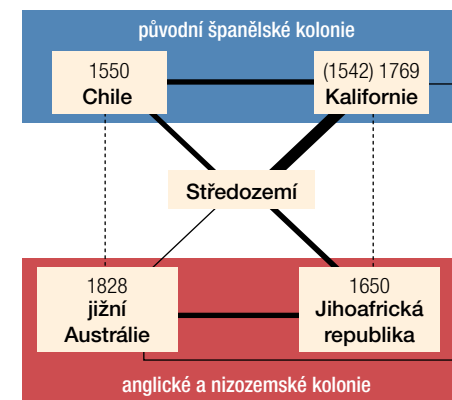 původní španělské kolonie
1550
Chile
(1542) 1769
Kalifornie
Středozemí
1828
jižní
Austrálie
1650
Jihoafrická
republika
anglické a nizozemské kolonie